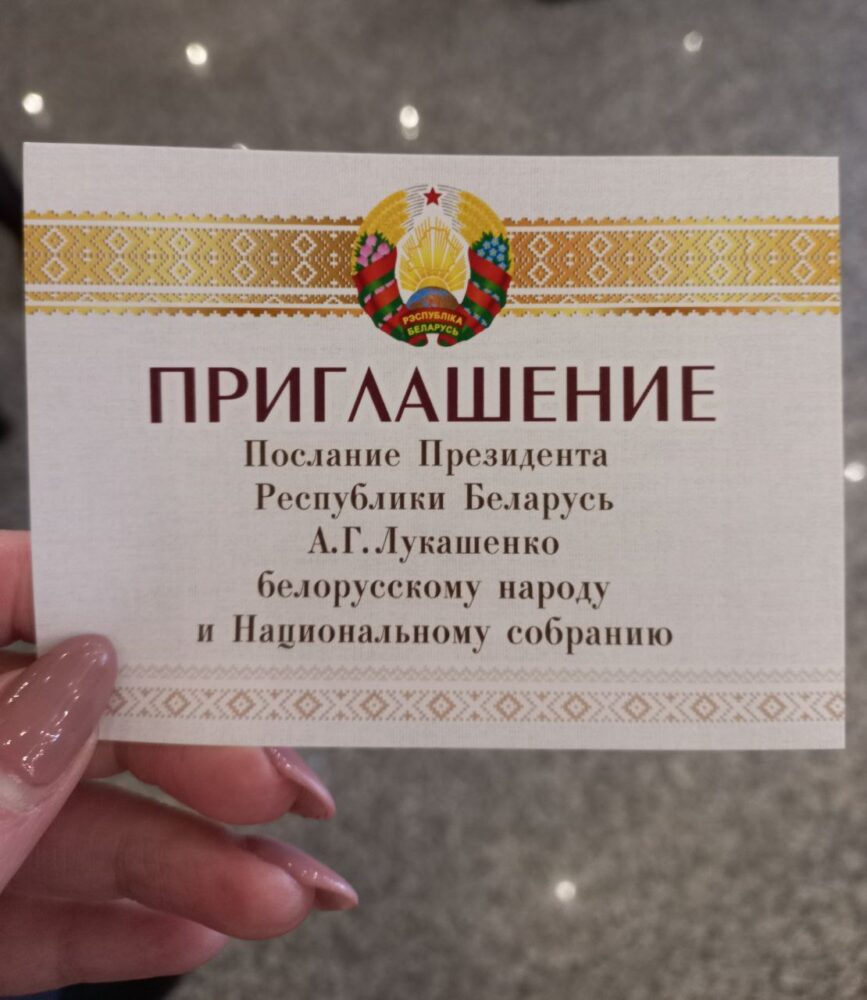 РЭСПУБЛІКА
БЕЛАРУСЬ
ПРИГЛАШЕНИЕ
Послание Президента
Республики Беларусь
А.Г.Лукашенко
белорусскому народу
и Национальному собранию